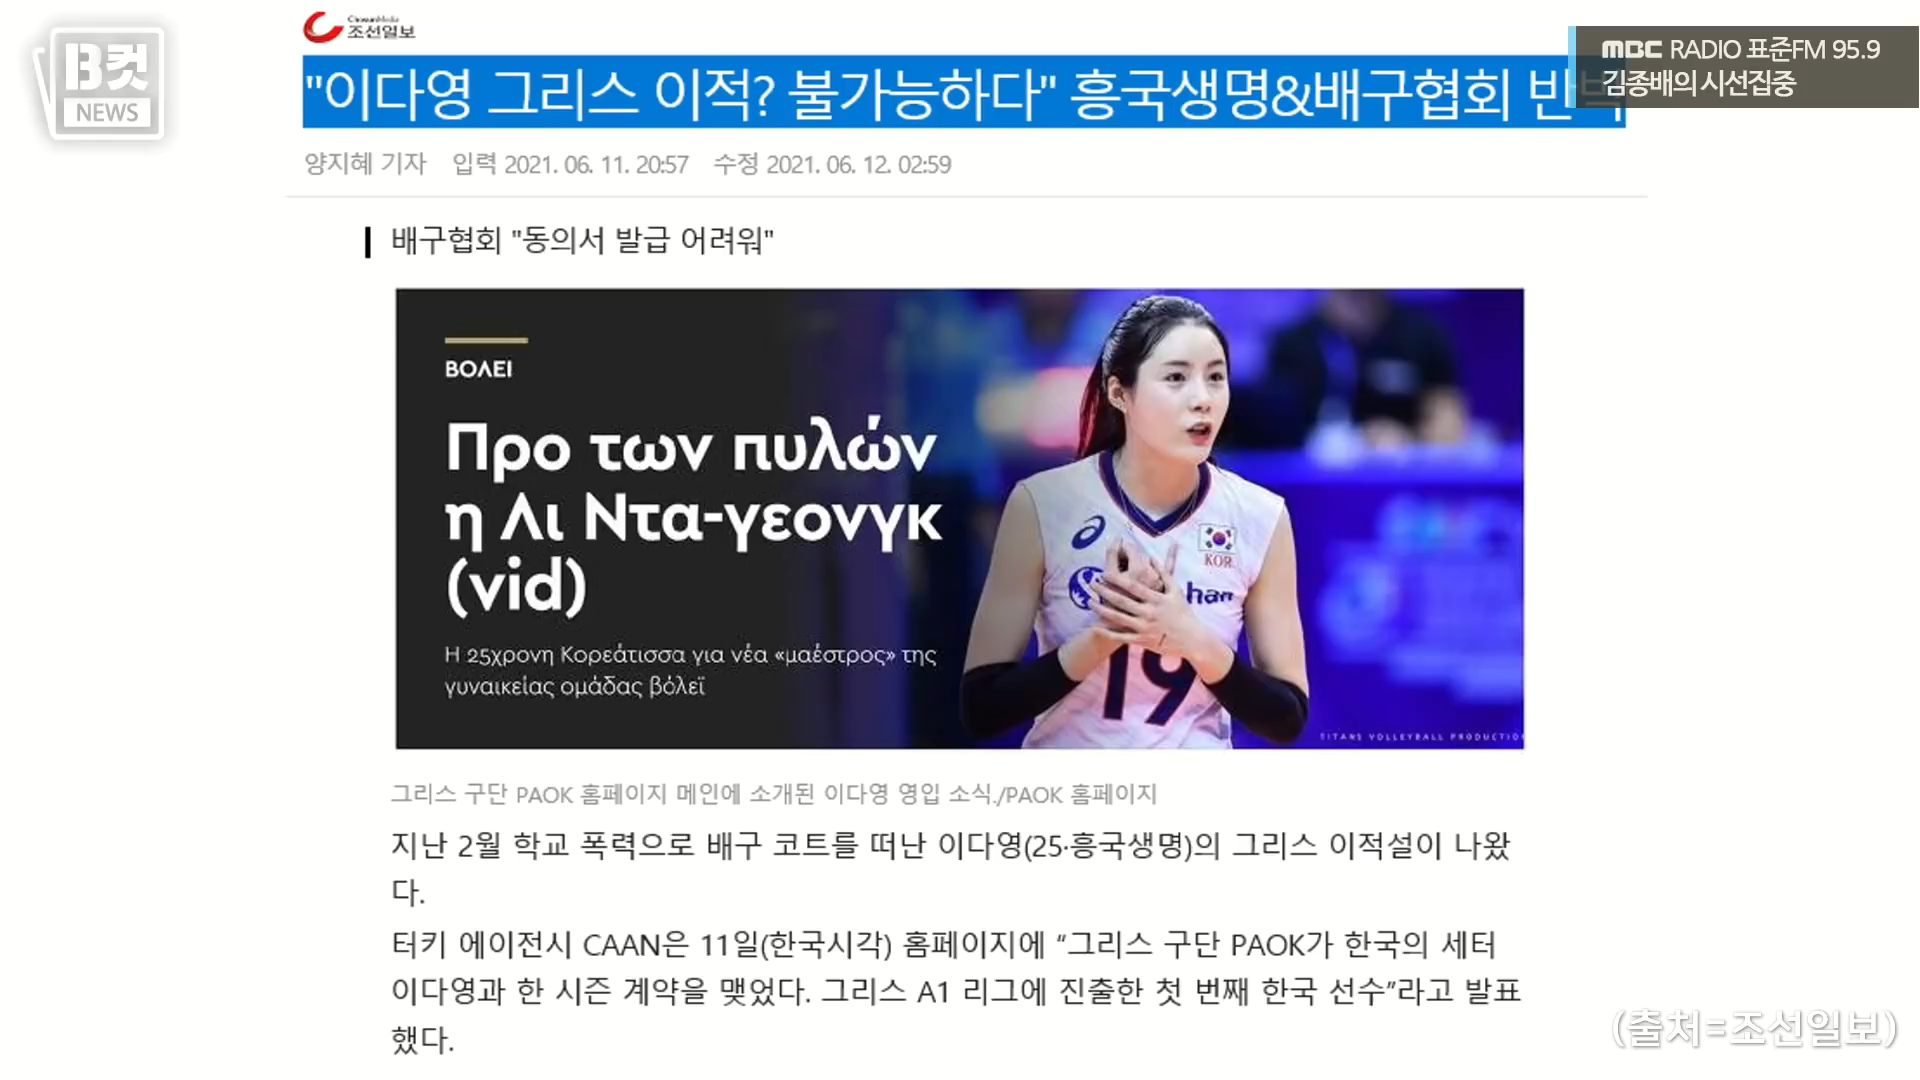 B컷
NEWS
ChosunMedia
조선일보
MBC RADIO 표준FM 95.9
김종배의 시선집중
"이다영 그리스 이적? 불가능하다" 흥국생명&배구협회 반박
양지혜 기자 입력 2021. 06. 11. 20:57 수정 2021. 06. 12. 02:59
배구협회 "동의서 발급 어려워"
ΒΟΛΕΙ
Προ των πυλών
η Λι Ντα-γεονγκ
(vid)
Η 25χρονη Κορεάτισσα για νέα «μαέστρος» της
γυναικείας ομάδας βόλεϊ
KOR
han
19
TITANS VOLLEYBALL PRODUCTIO
그리스 구단 PAOK 홈페이지 메인에 소개된 이다영 영입 소식./PAOK 홈페이지
지난 2월 학교 폭력으로 배구 코트를 떠난 이다영(25·흥국생명)의 그리스 이적설이 나왔
다.
터키 에이전시 CAAN은 11일(한국시각) 홈페이지에 “그리스 구단 PAOK가 한국의 세터
이다영과 한 시즌 계약을 맺었다. 그리스 A1 리그에 진출한 첫 번째 한국 선수”라고 발표
했다.
(출처=조선일보)